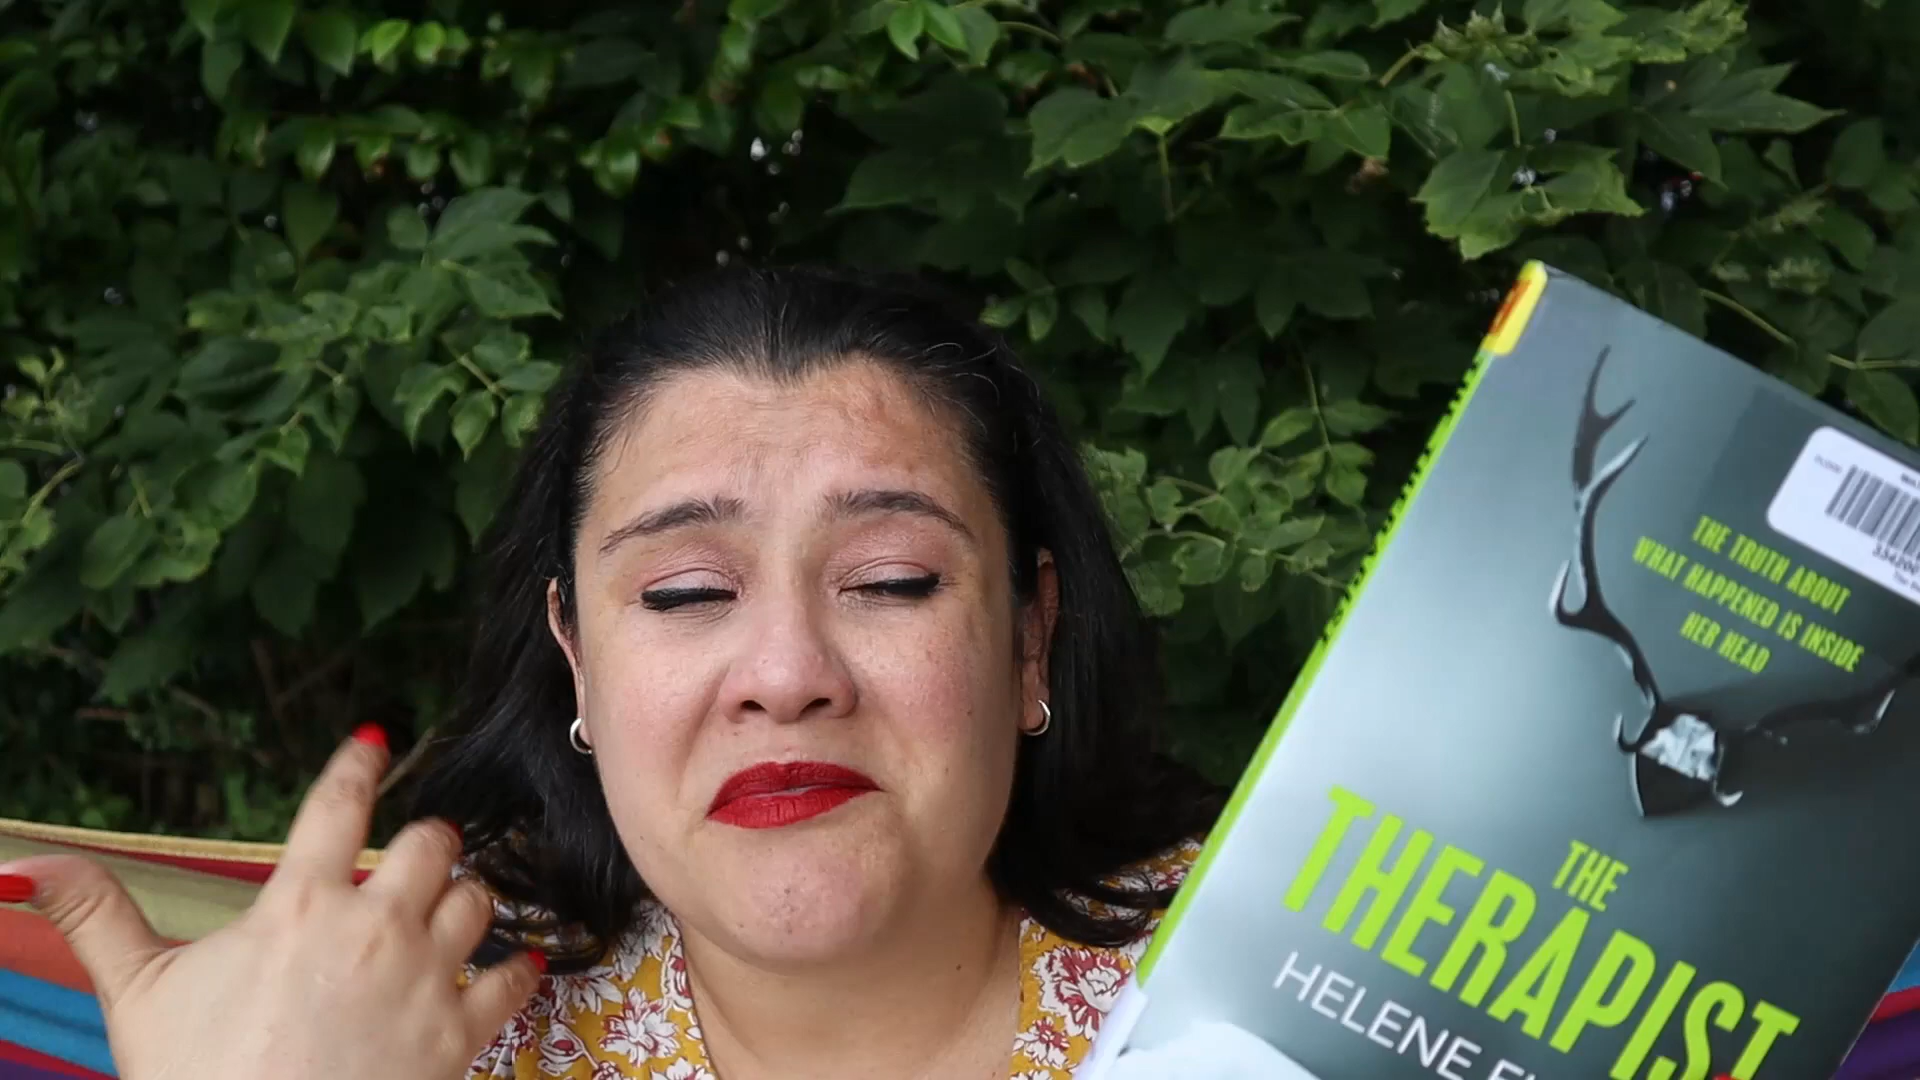 THE TRUTH ABOUT
WHAT HAPPENED IS INSIDE
HER HEAD
THE
THERAPIST
HELENE